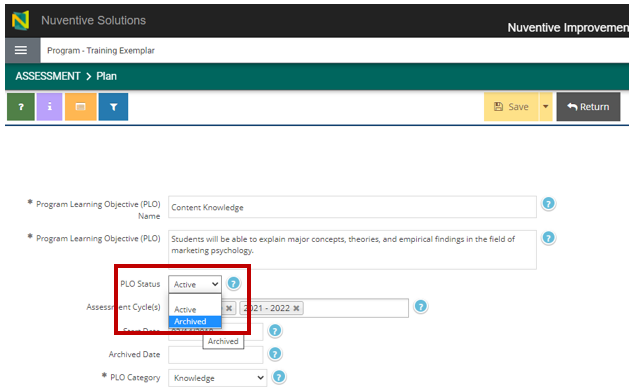 Nuventive Solutions
Nuventive Improvemen
Program - Training Exemplar
ASSESSMENT > Plan
? i Save Return
* Program Learning Objective (PLO) Name
Content Knowledge ?
* Program Learning Objective (PLO)
Students will be able to explain major concepts, theories, and empirical findings in the field of
marketing psychology.
?
PLO Status Active ?
Active
Archived
Assessment Cycle(s) × 2021 - 2022 × ?
Start Date ?
Archived
Archived Date ?
* PLO Category Knowledge ?